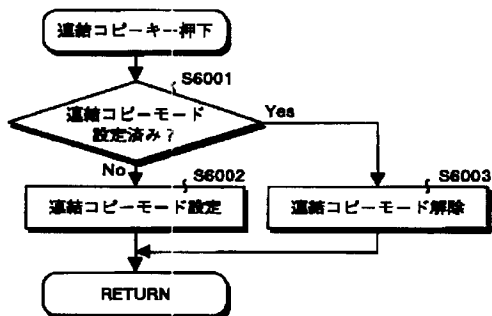 連結コピーキー押下
S6001
連結コピーモード
設定済み?
Yes
No
S6002
S6003
連結コピーモード設定
連結コピーモード解除
RETURN